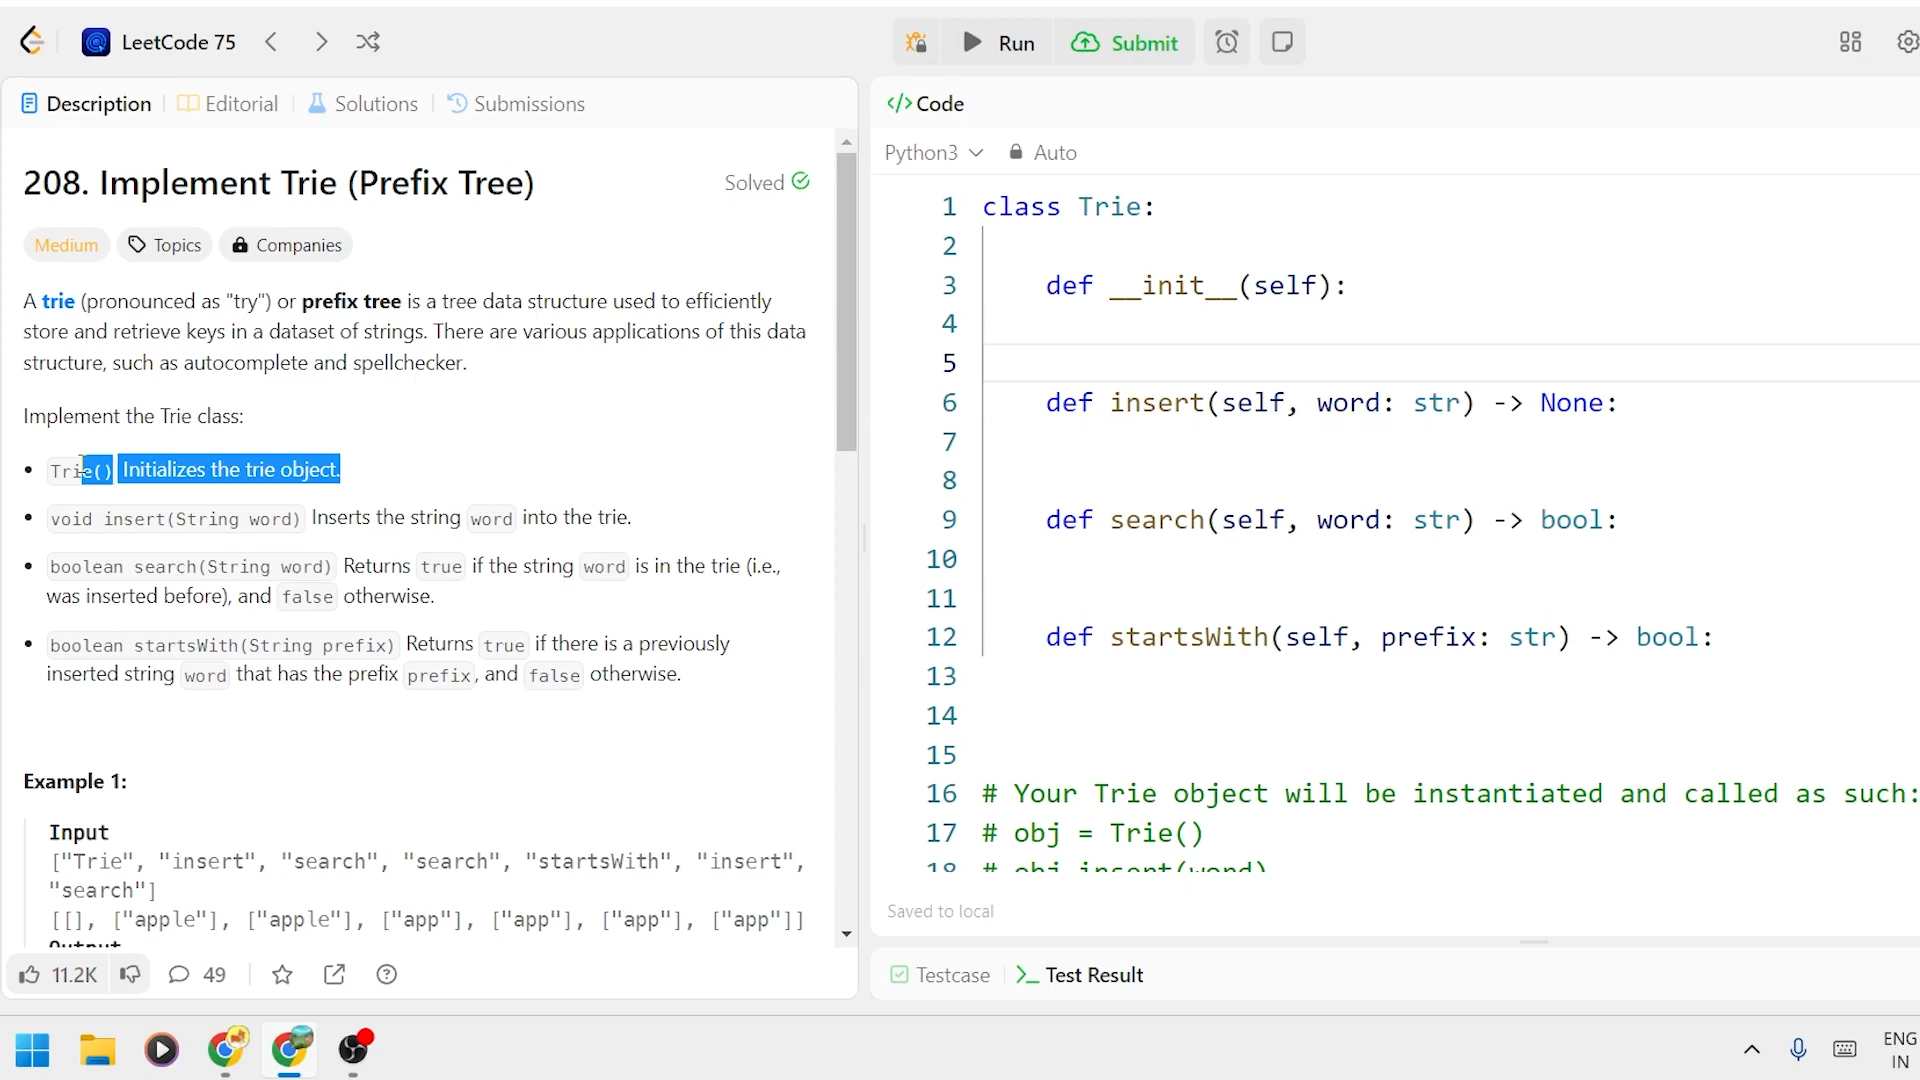 LeetCode 75
Run
Submit
Description
Editorial
Solutions
Submissions
</> Code
Python3
Auto
208. Implement Trie (Prefix Tree)
Solved
Medium
Topics
Companies
A trie (pronounced as "try") or prefix tree is a tree data structure used to efficiently
store and retrieve keys in a dataset of strings. There are various applications of this data
structure, such as autocomplete and spellchecker.
Implement the Trie class:
• Trie() Initializes the trie object.
• void insert(String word) Inserts the string word into the trie.
• boolean search(String word) Returns true if the string word is in the trie (i.e.,
was inserted before), and false otherwise.
• boolean startsWith(String prefix) Returns true if there is a previously
inserted string word that has the prefix prefix, and false otherwise.
Example 1:
Input
["Trie", "insert", "search", "search", "startsWith", "insert",
"search"]
[[], ["apple"], ["apple"], ["app"], ["app"], ["app"], ["app"]]
Output
11.2K
49
1 class Trie:
2
3 def __init__(self):
4
5
6 def insert(self, word: str) -> None:
7
8
9 def search(self, word: str) -> bool:
10
11
12 def startsWith(self, prefix: str) -> bool:
13
14
15
16 # Your Trie object will be instantiated and called as such:
17 # obj = Trie()
18 # obj.insert(word)
Saved to local
Testcase
>_ Test Result
ENG
IN